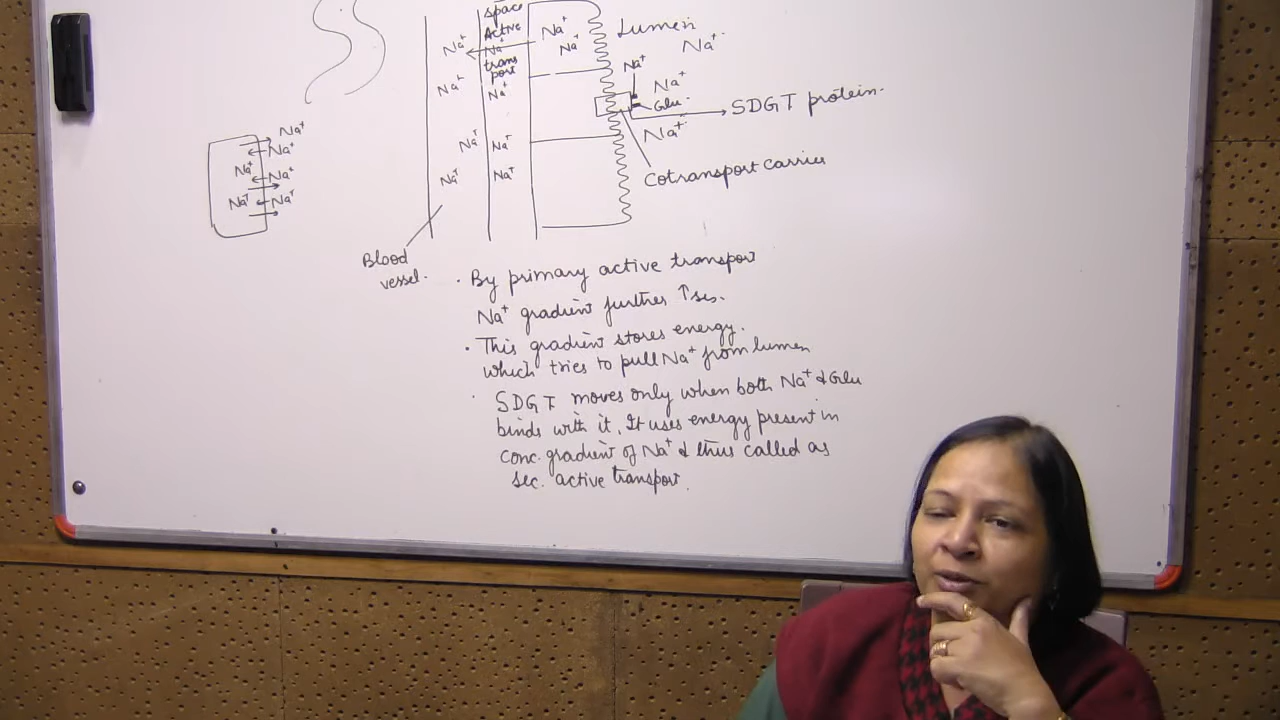 space
Active
Na⁺
trans
port
Na⁺
Na⁺
Na⁺
Na⁺
Na⁺
Na⁺
Na⁺
Na⁺
Na⁺
Lumen
Na⁺
Na⁺
Na⁺
Glu.
Na⁺
SDGT protein.
Cotransport carrier
Na⁺
Na⁺
Na⁺
Na⁺
Na⁺
Na⁺
Blood
vessel.
· By primary active transport
Na⁺ gradient further ↑ses.
· This gradient stores energy.
which tries to pull Na⁺ from lumen
· SDGT moves only when both Na⁺ & Glu
binds with it. It uses energy present in
conc. gradient of Na⁺ & thus called as
sec. active transport.